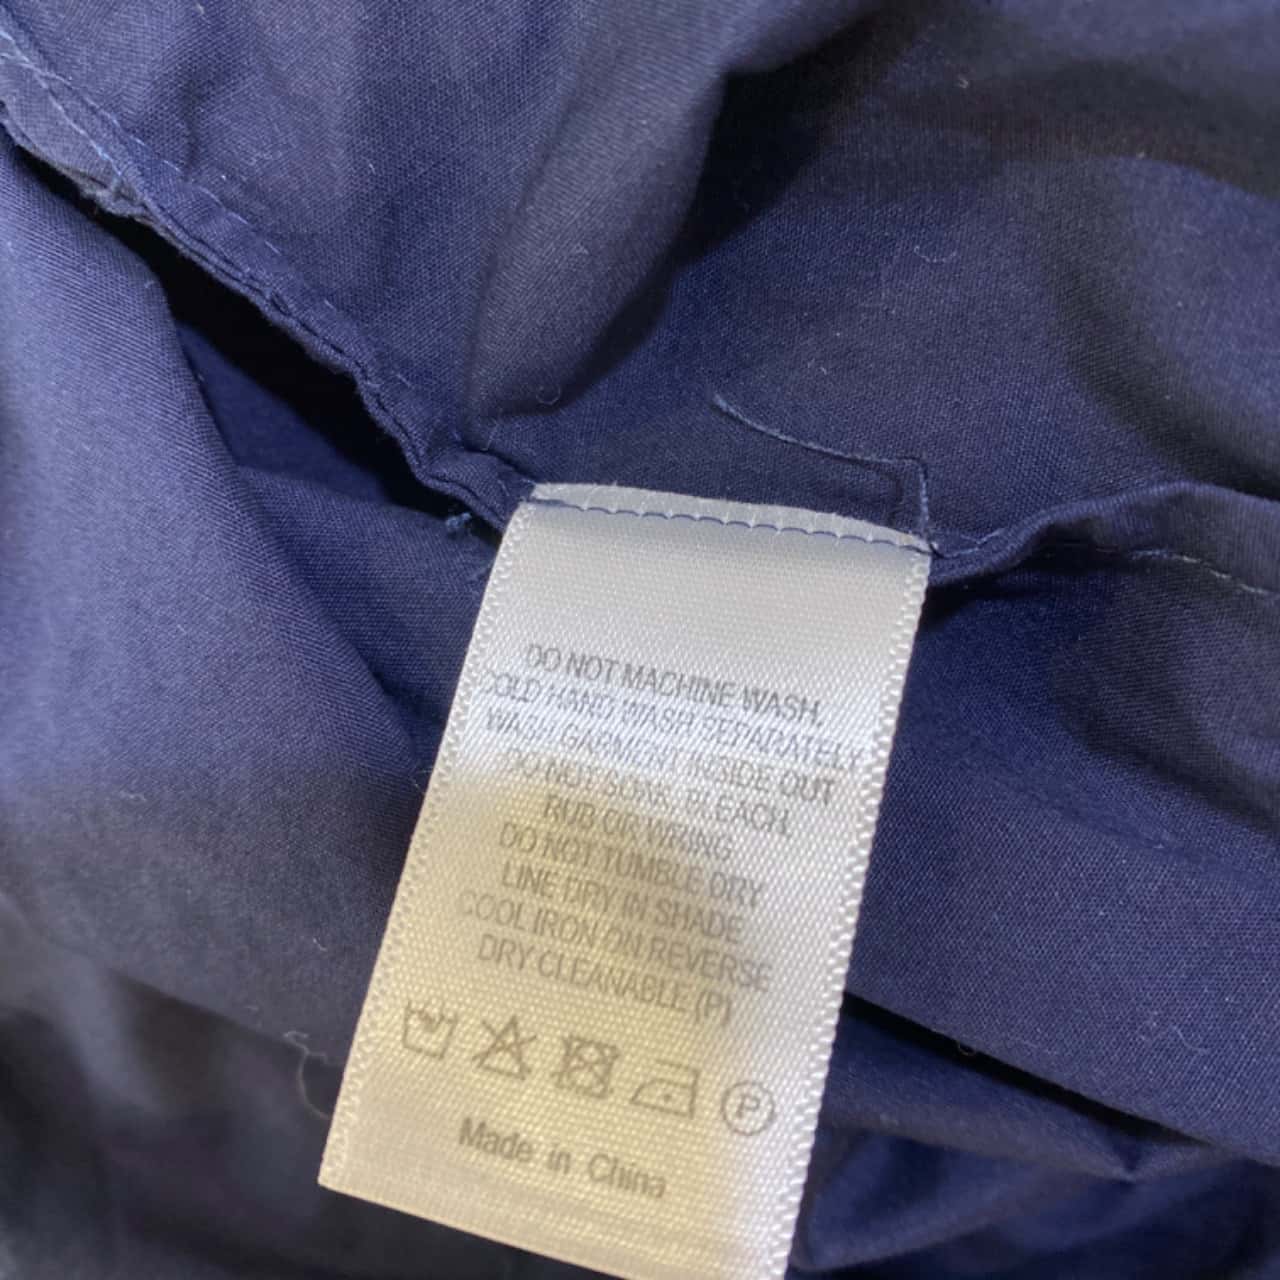 DO NOT MACHINE WASH.
COLD HAND WASH SEPARATELY
WASH GARMENT INSIDE OUT
DO NOT SOAK, BLEACH,
RUB OR WRING
DO NOT TUMBLE DRY
LINE DRY IN SHADE
COOL IRON ON REVERSE
DRY CLEANABLE (P)
P
Made in China